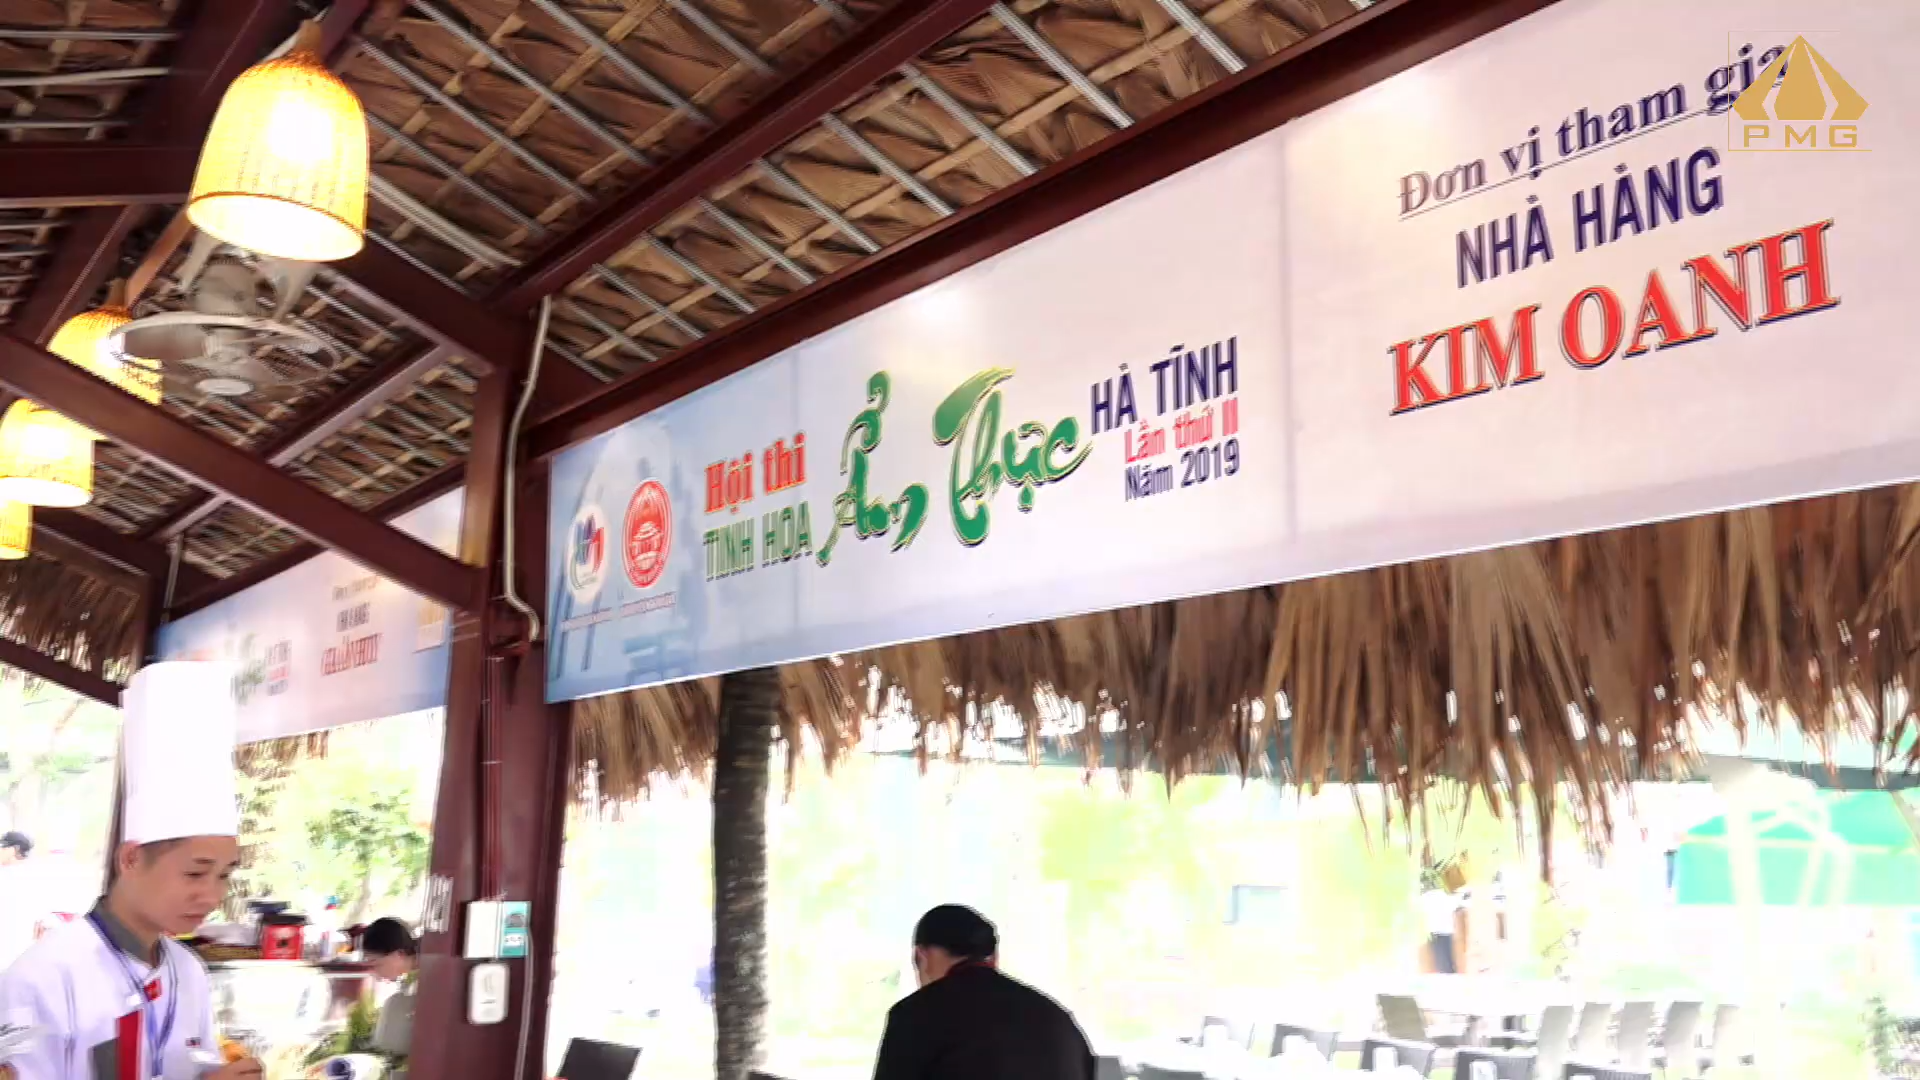 Hội thi
TINH HOA
Ẩm Thực
HÀ TĨNH
Lần thứ II
Năm 2019
Đơn vị tham gia
NHÀ HÀNG
KIM OANH
PMG